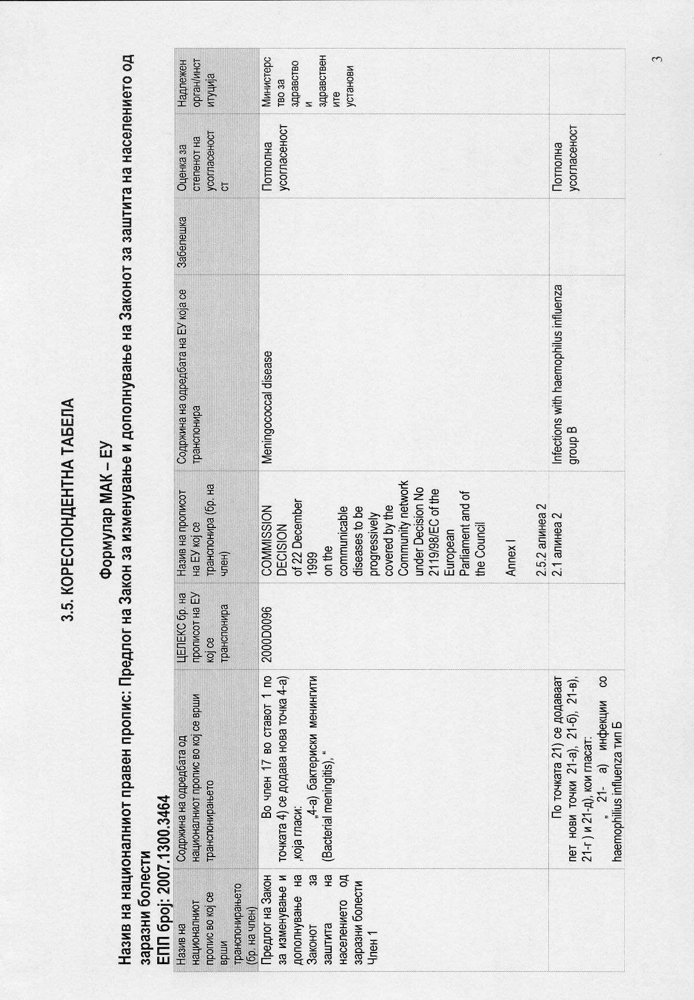 3.5. КОРЕСПОНДЕНТНА ТАБЕЛА
Формулар МАК – ЕУ
Назив на националниот правен пропис: Предлог на Закон за изменување и дополнување на Законот за заштита на населението од
заразни болести
ЕПП број: 2007.1300.3464
Назив на
националниот
пропис во кој се
врши
транспонирањето
(бр. на член)
Содржина на одредбата од
националниот пропис во кој се врши
транспонирањето
ЦЕЛЕКС бр. на
прописот на ЕУ
кој се
транспонира
Назив на прописот
на ЕУ кој се
транспонира (бр. на
член)
Содржина на одредбата на ЕУ која се
транспонира
Забелешка
Оценка за
степенот на
усогласеност
ст
Надлежен
орган/инст
итуција
Предлог на Закон
за изменување и
дополнување на
Законот за
заштита на
населението од
заразни болести
Член 1
Во член 17 во ставот 1 по
точката 4) се додава нова точка 4-а)
,која гласи:
„4-а) бактериски менингити
(Bacterial meningitis), “
2000D0096
COMMISSION
DECISION
of 22 December
1999
on the
communicable
diseases to be
progressively
covered by the
Community network
under Decision No
2119/98/EC of the
European
Parliament and of
the Council
Annex I
2.5.2 алинеа 2
Meningococcal disease
Потполна
усогласеност
Министерс
тво за
здравство
и
здравствен
ите
установи
По точката 21) се додаваат
пет нови точки 21-а), 21-б), 21-в),
21-г ) и 21-д), кои гласат:
„ 21- а) инфекции со
haemophilius influenza тип Б
2.1 алинеа 2
Infections with haemophilus influenza
group B
Потполна
усогласеност
3